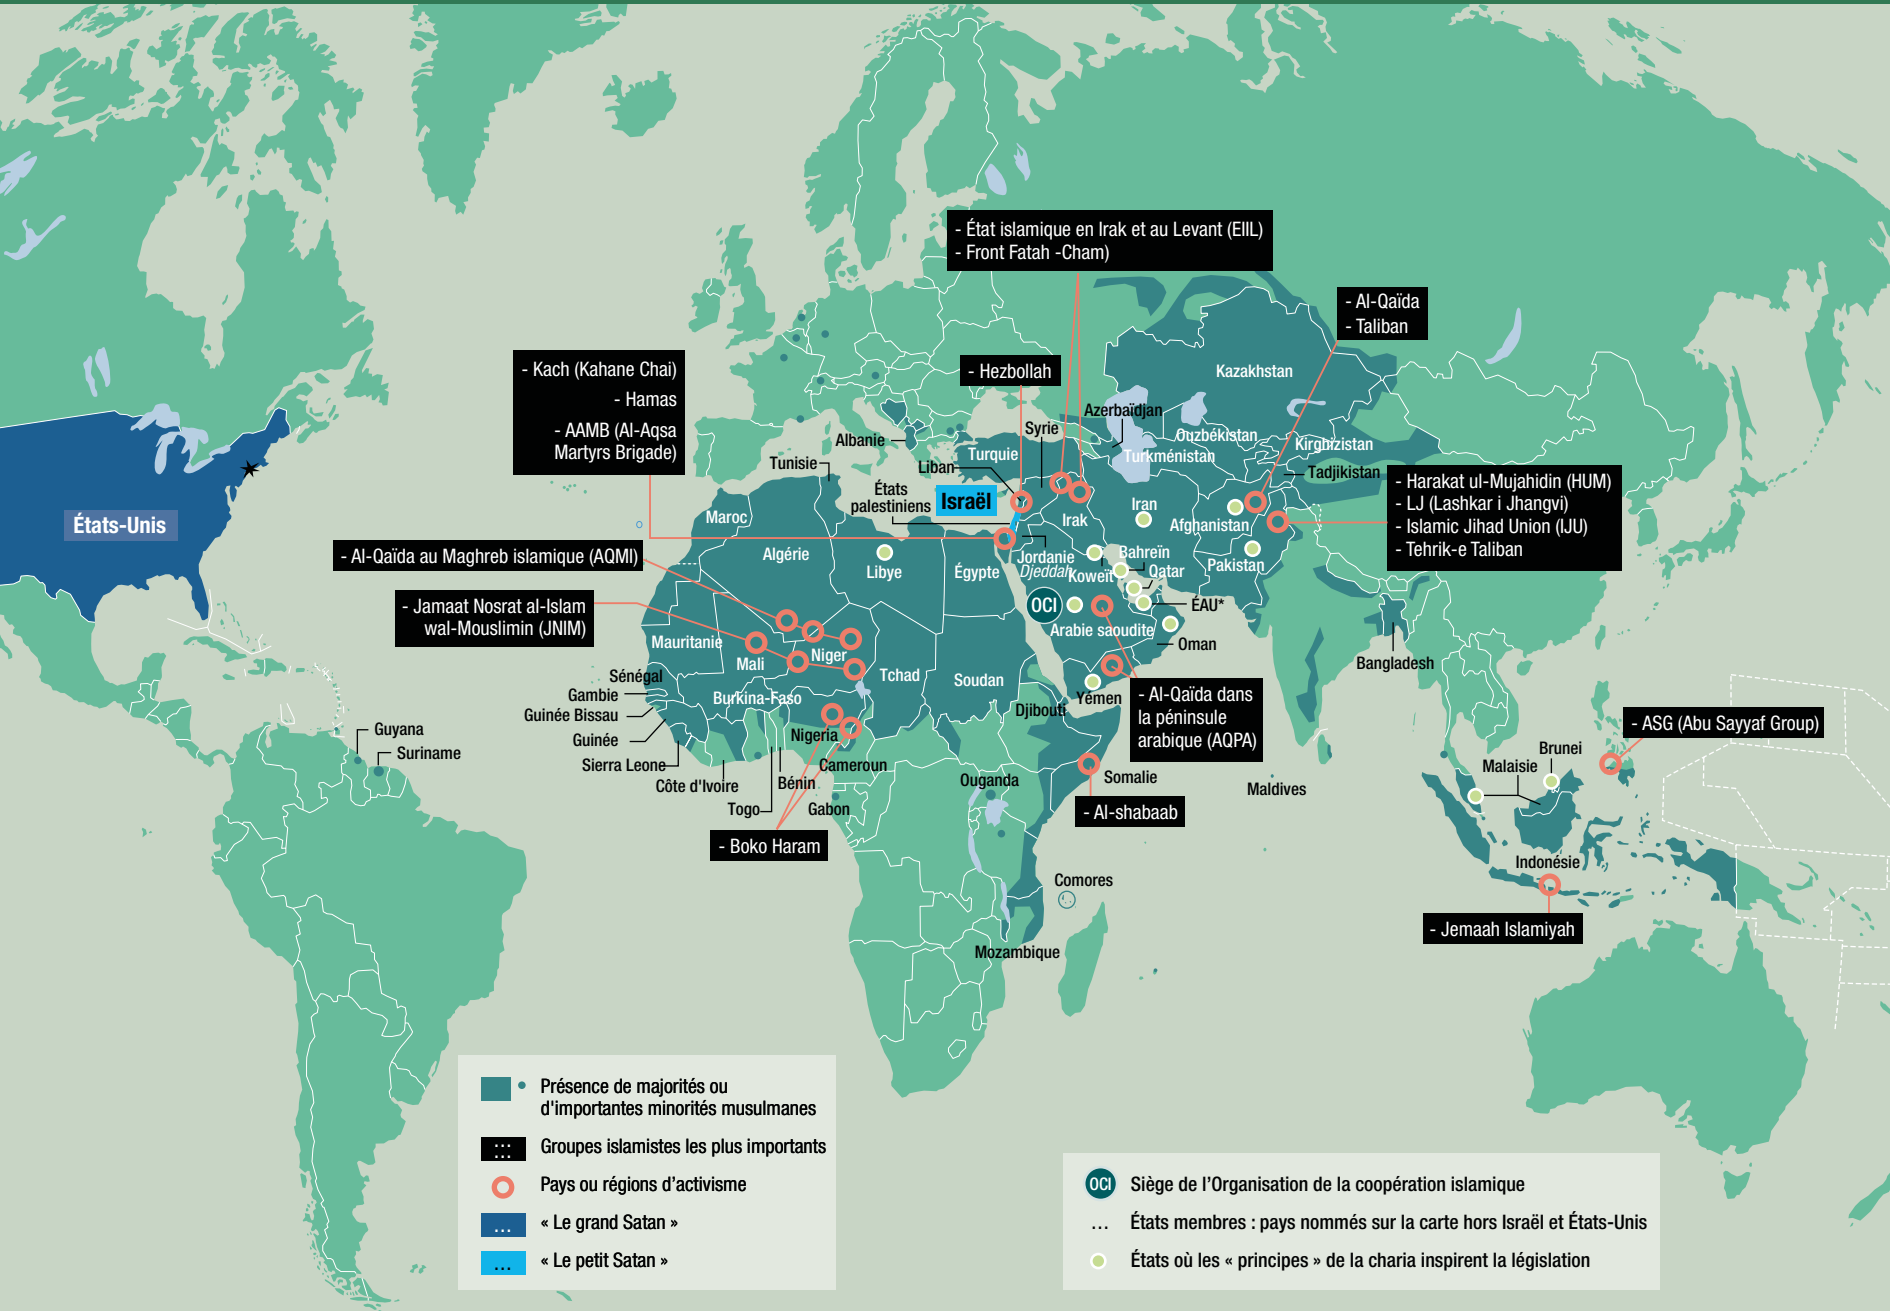 - État islamique en Irak et au Levant (EIIL)
- Front Fatah -Cham)
- Al-Qaïda
- Taliban
- Kach (Kahane Chai)
- Hamas
- AAMB (Al-Aqsa
Martyrs Brigade)
- Hezbollah
Kazakhstan
Azerbaïdjan
Ouzbékistan
Kirghizistan
Turkménistan
Tadjikistan
Albanie
Syrie
Turquie
Tunisie
Liban
États
palestiniens
Israël
États-Unis
- Harakat ul-Mujahidin (HUM)
- LJ (Lashkar i Jhangvi)
- Islamic Jihad Union (IJU)
- Tehrik-e Taliban
Maroc
Algérie
Libye
Égypte
Jordanie
Irak
Iran
Afghanistan
Pakistan
Bahreïn
Koweït
Qatar
Djeddah
OCI
ÉAU*
Arabie saoudite
Oman
Bangladesh
- Al-Qaïda au Maghreb islamique (AQMI)
- Jamaat Nosrat al-Islam
wal-Mouslimin (JNIM)
Mauritanie
Mali
Niger
Tchad
Soudan
Yémen
Djibouti
- Al-Qaïda dans
la péninsule
arabique (AQPA)
Sénégal
Gambie
Guinée Bissau
Guinée
Sierra Leone
Côte d'Ivoire
Burkina-Faso
Togo
Bénin
Nigeria
Cameroun
Gabon
- Boko Haram
Guyana
Suriname
Ouganda
Somalie
- Al-shabaab
Maldives
Comores
Mozambique
- ASG (Abu Sayyaf Group)
Brunei
Malaisie
Indonésie
- Jemaah Islamiyah
Présence de majorités ou
d'importantes minorités musulmanes
Groupes islamistes les plus importants
Pays ou régions d’activisme
...
« Le grand Satan »
...
« Le petit Satan »
OCI Siège de l’Organisation de la coopération islamique
... États membres : pays nommés sur la carte hors Israël et États-Unis
États où les « principes » de la charia inspirent la législation